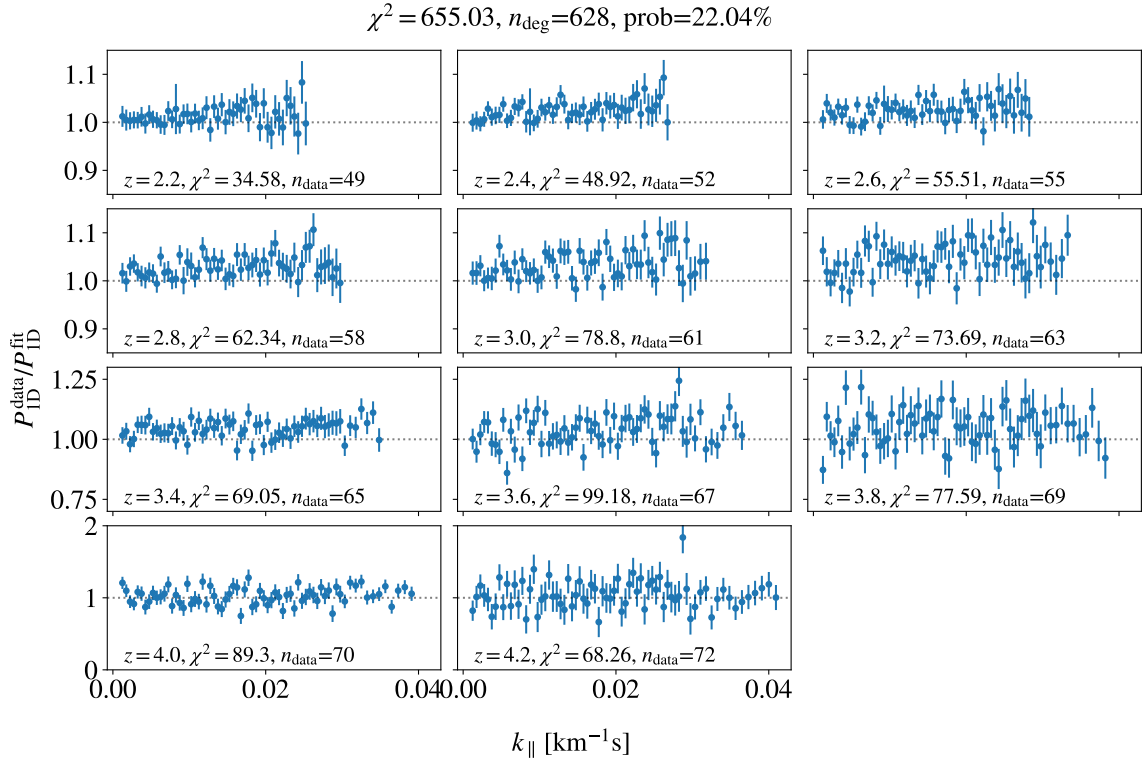 χ² = 655.03, n_deg=628, prob=22.04%
1.1
1.0
0.9
z = 2.2, χ² = 34.58, n_data=49
z = 2.4, χ² = 48.92, n_data=52
z = 2.6, χ² = 55.51, n_data=55
1.1
1.0
0.9
z = 2.8, χ² = 62.34, n_data=58
z = 3.0, χ² = 78.8, n_data=61
z = 3.2, χ² = 73.69, n_data=63
P_1D^data/P_1D^fit
1.25
1.00
0.75
z = 3.4, χ² = 69.05, n_data=65
z = 3.6, χ² = 99.18, n_data=67
z = 3.8, χ² = 77.59, n_data=69
2
1
0
z = 4.0, χ² = 89.3, n_data=70
z = 4.2, χ² = 68.26, n_data=72
0.00 0.02 0.04 0.00 0.02 0.04
k_∥ [km⁻¹s]